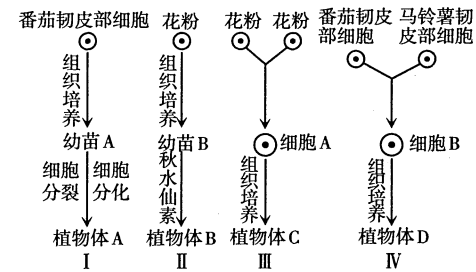 番茄韧皮部细胞
组织培养
幼苗A
细胞分裂
细胞分化
植物体A
Ⅰ
花粉
组织培养
幼苗B
秋水仙素
植物体B
Ⅱ
花粉 花粉
细胞A
组织培养
植物体C
Ⅲ
番茄韧皮
部细胞
马铃薯韧
皮部细胞
细胞B
组织培养
植物体D
Ⅳ